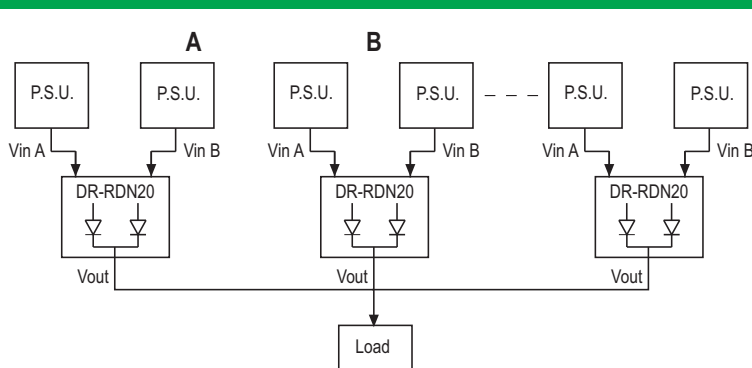 A B
P.S.U. P.S.U. P.S.U. P.S.U. P.S.U. P.S.U.
Vin A Vin B Vin A Vin B Vin A Vin B
DR-RDN20 DR-RDN20 DR-RDN20
Vout Vout Vout
Load